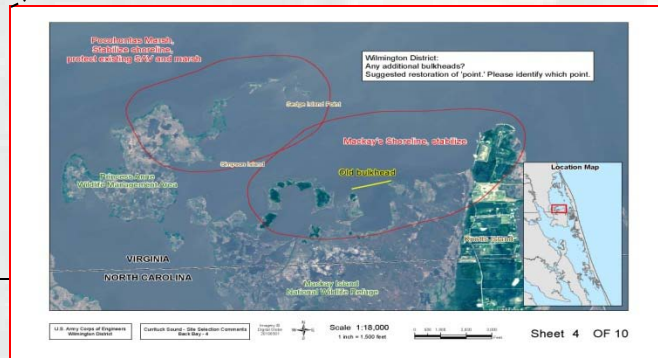 Pocahontas Marsh,
Stabilize shoreline,
protect existing SAV and marsh
Wilmington District:
Any additional bulkheads?
Suggested restoration of 'point.' Please identify which point.
Sedge Island Point
Mackay's Shoreline, stabilize
Simpson Island
Old bulkhead
Princess Anne
Wildlife Management Area
Location Map
Knotts Island
VIRGINIA
NORTH CAROLINA
Mackay Island
National Wildlife Refuge
U.S. Army Corps of Engineers
Wilmington District
Currituck Sound - Site Selection Comments
Back Bay - 4
Scale 1:18,000
1 inch = 1,500 feet
Sheet 4 OF 10